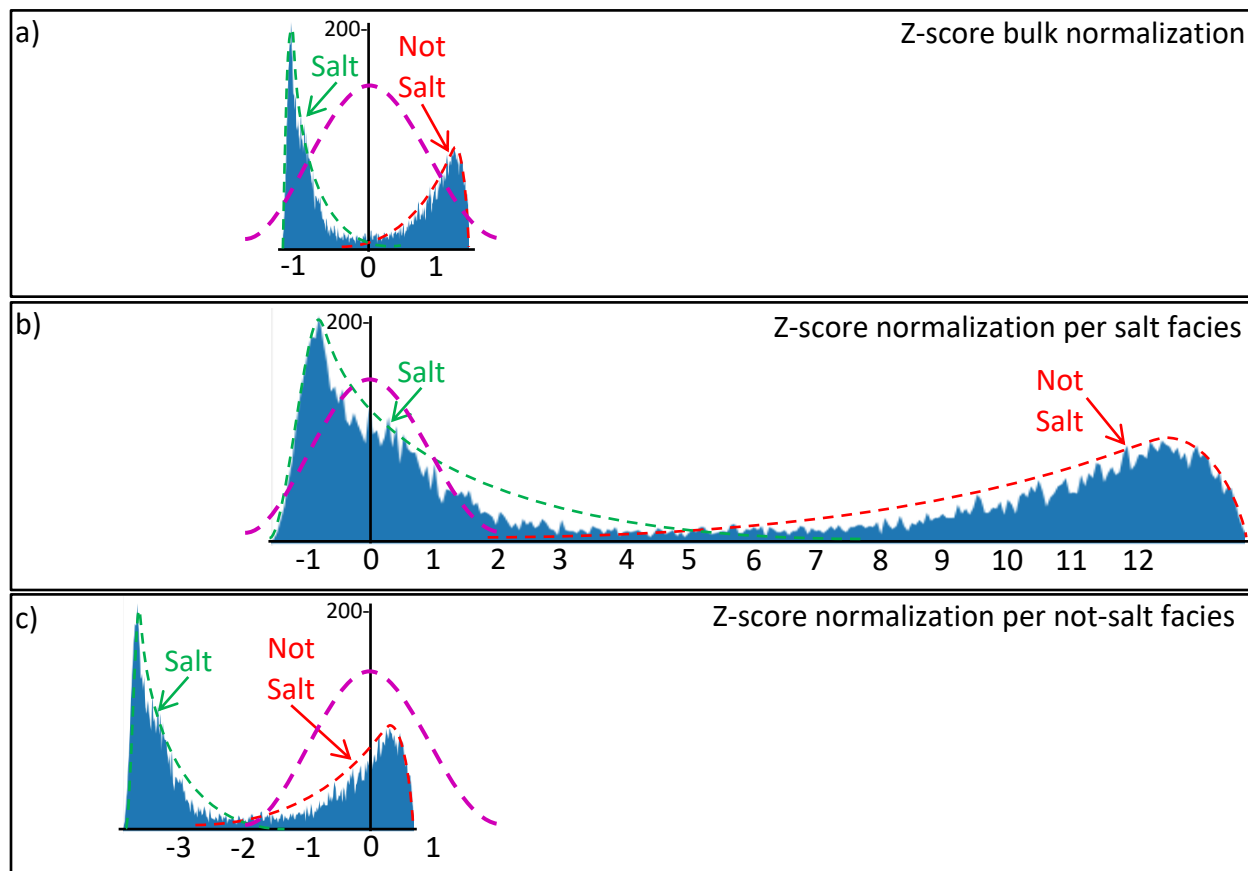 a)
Z-score bulk normalization
200
Salt
Not
Salt
-1 0 1
b)
Z-score normalization per salt facies
200
Salt
Not
Salt
-1 0 1 2 3 4 5 6 7 8 9 10 11 12
c)
Z-score normalization per not-salt facies
200
Salt
Not
Salt
-3 -2 -1 0 1